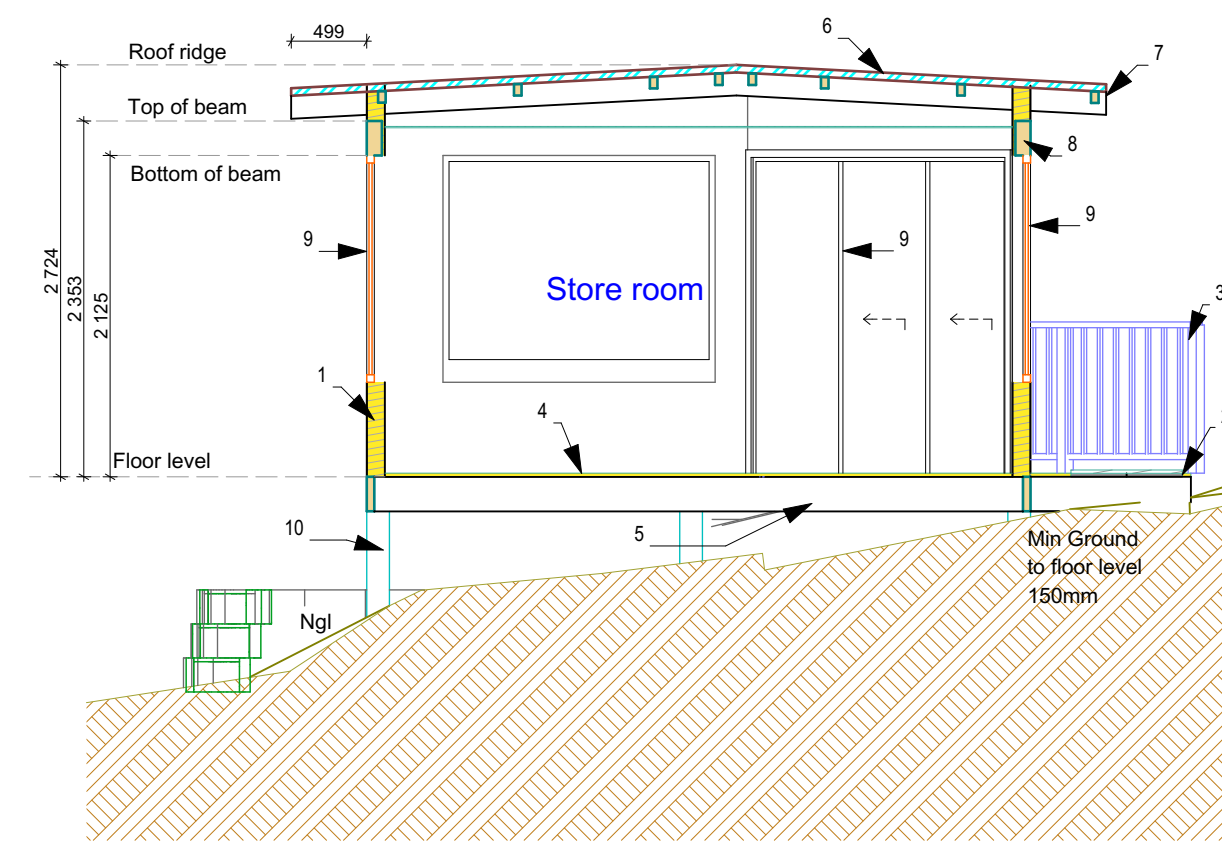 499
Roof ridge
6
7
Top of beam
8
Bottom of beam
9
9
9
2 724
2 353
2 125
Store room
3
1
4
Floor level
10
5
Min Ground
to floor level
150mm
Ngl